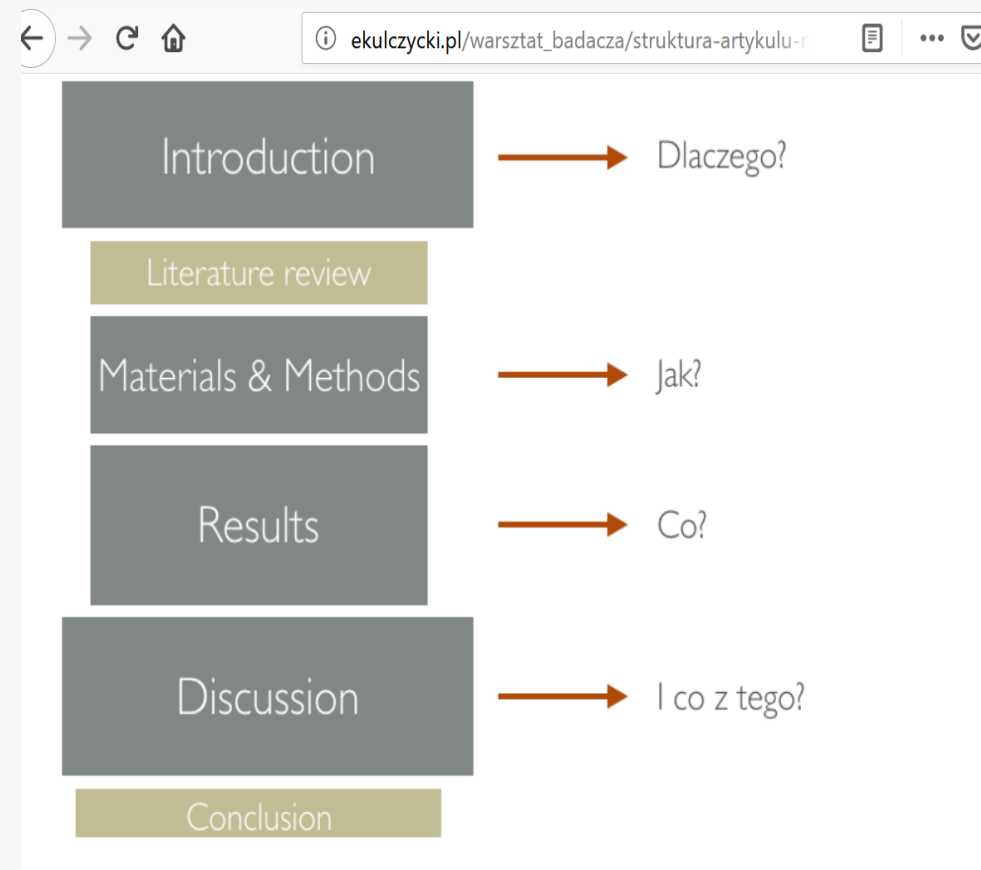 ekulczycki.pl/warsztat_badacza/struktura-artykulu-
Introduction Dlaczego?
Literature review
Materials & Methods Jak?
Results Co?
Discussion I co z tego?
Conclusion